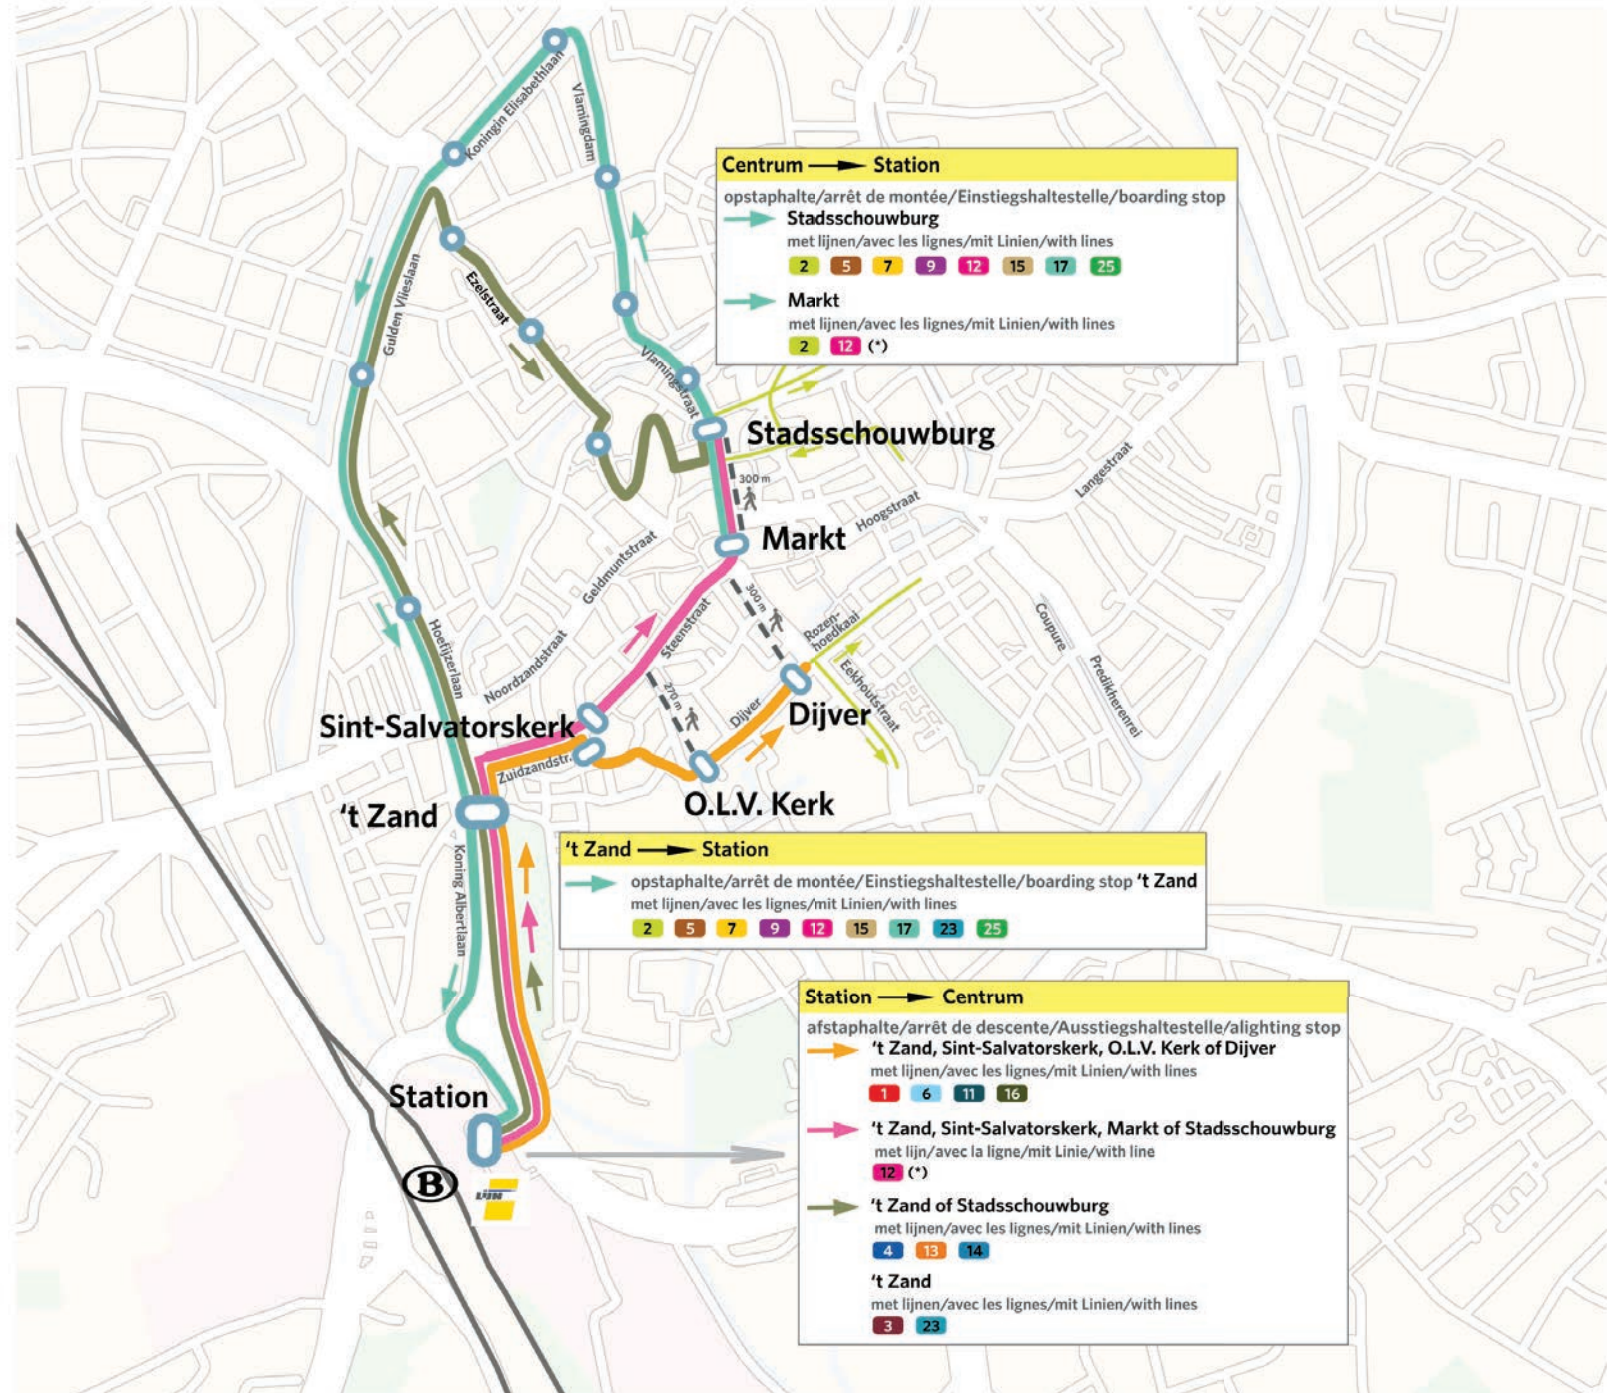 Koningin Elisabethlaan
Vlamingdam
Centrum Station
opstaphalte/arrêt de montée/Einstiegshaltestelle/boarding stop
Stadsschouwburg
met lijnen/avec les lignes/mit Linien/with lines
2 5 7 9 12 15 17 25
Markt
met lijnen/avec les lignes/mit Linien/with lines
2 12 (*)
Gulden Vlieslaan
Ezelstraat
Vlamingstraat
Stadsschouwburg
300 m
Langestraat
Hoogstraat
Markt
Geldmuntstraat
300 m
Steenstraat
Rozen-
hoedkaai
Coupure
Hoefijzerlaan
Noordzandstraat
270 m
Eekhoutstraat
Predikherenrei
Dijver
Dijver
Sint-Salvatorskerk
Zuidzandstr.
O.L.V. Kerk
't Zand
Koning Albertlaan
't Zand Station
opstaphalte/arrêt de montée/Einstiegshaltestelle/boarding stop 't Zand
met lijnen/avec les lignes/mit Linien/with lines
2 5 7 9 12 15 17 23 25
Station Centrum
afstaphalte/arrêt de descente/Ausstiegshaltestelle/alighting stop
't Zand, Sint-Salvatorskerk, O.L.V. Kerk of Dijver
met lijnen/avec les lignes/mit Linien/with lines
1 6 11 16
't Zand, Sint-Salvatorskerk, Markt of Stadsschouwburg
met lijn/avec la ligne/mit Linie/with line
12 (*)
't Zand of Stadsschouwburg
met lijnen/avec les lignes/mit Linien/with lines
4 13 14
't Zand
met lijnen/avec les lignes/mit Linien/with lines
3 23
Station
B
LIJN